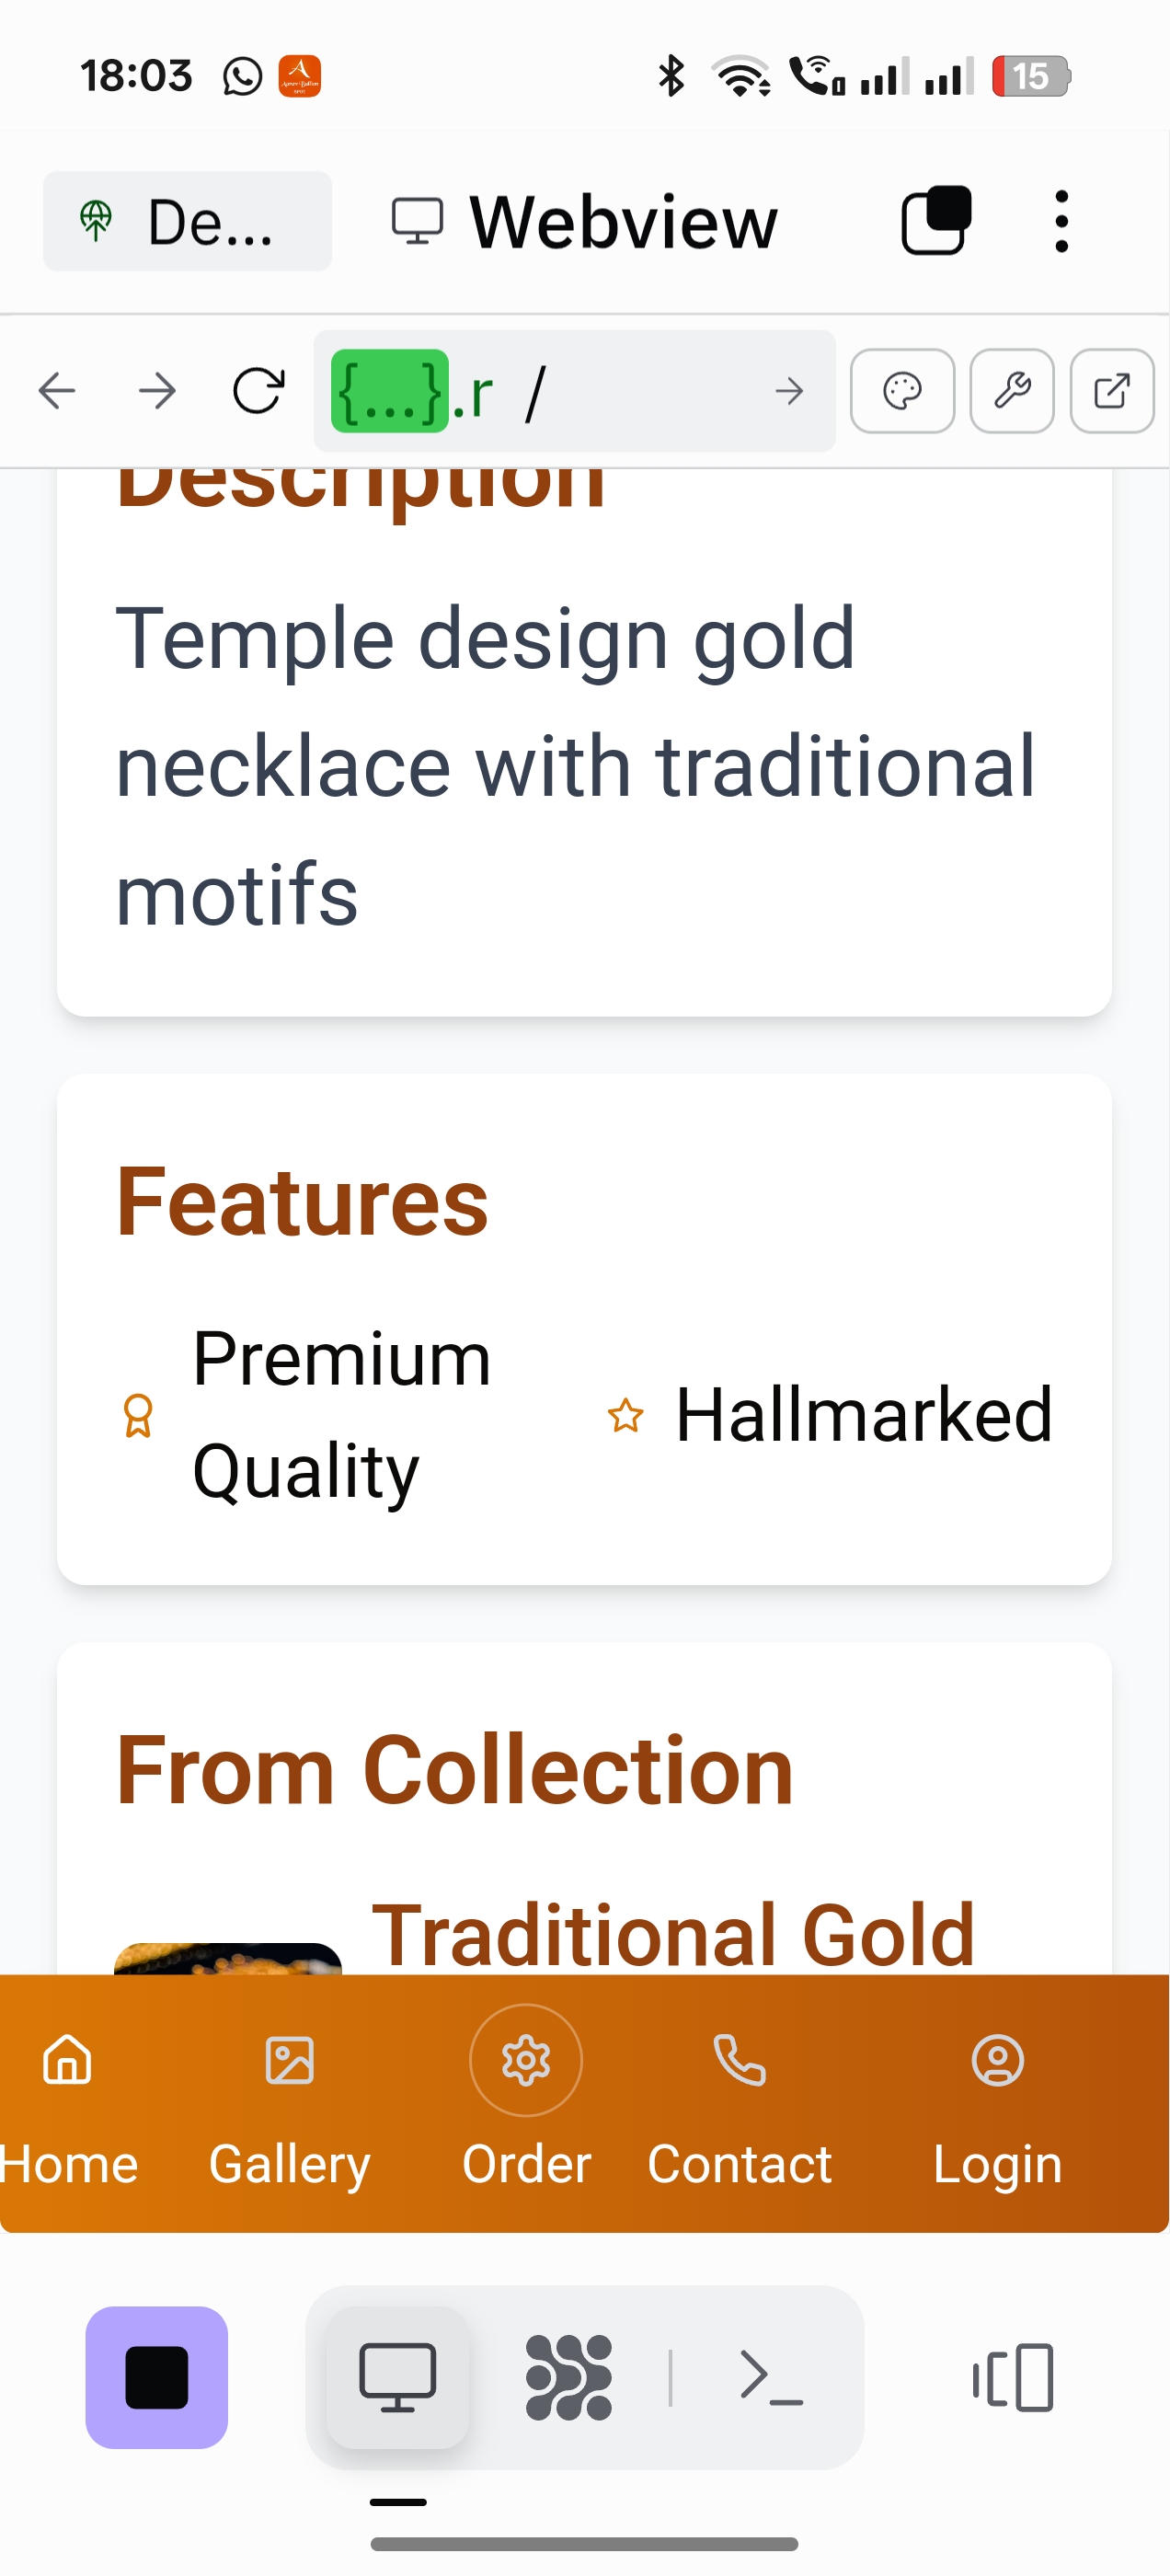 18:03
15
De...
Webview
{...}.r /
Description
Temple design gold
necklace with traditional
motifs
Features
Premium
Quality
Hallmarked
From Collection
Traditional Gold
Home Gallery Order Contact Login